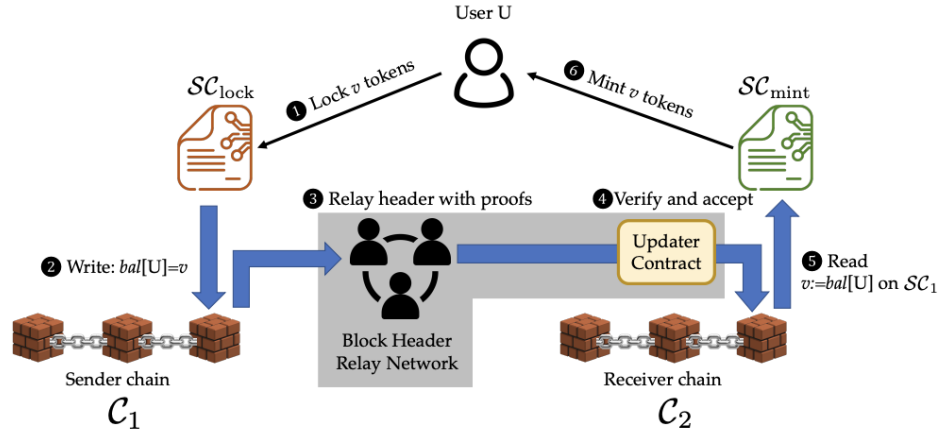 User U
𝒮𝒞lock
❶ Lock v tokens
❻ Mint v tokens
𝒮𝒞mint
❸ Relay header with proofs
❹ Verify and accept
Updater
Contract
❷ Write: bal[U]=v
❺ Read
v:=bal[U] on 𝒮𝒞1
Block Header
Relay Network
Sender chain
𝒞1
Receiver chain
𝒞2